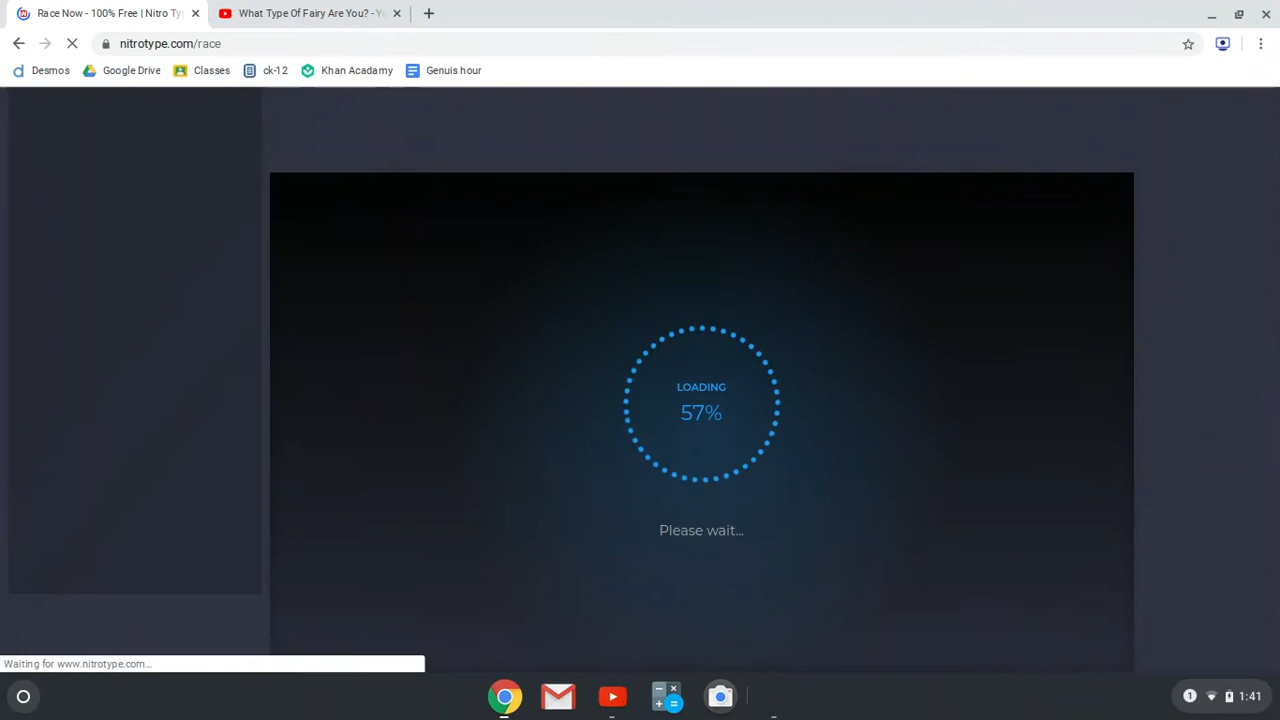 Race Now - 100% Free | Nitro Ty
What Type Of Fairy Are You? - Y
nitrotype.com/race
Desmos
Google Drive
Classes
ck-12
Khan Acadamy
Genuis hour
LOADING
57%
Please wait...
Waiting for www.nitrotype.com...
1
1:41